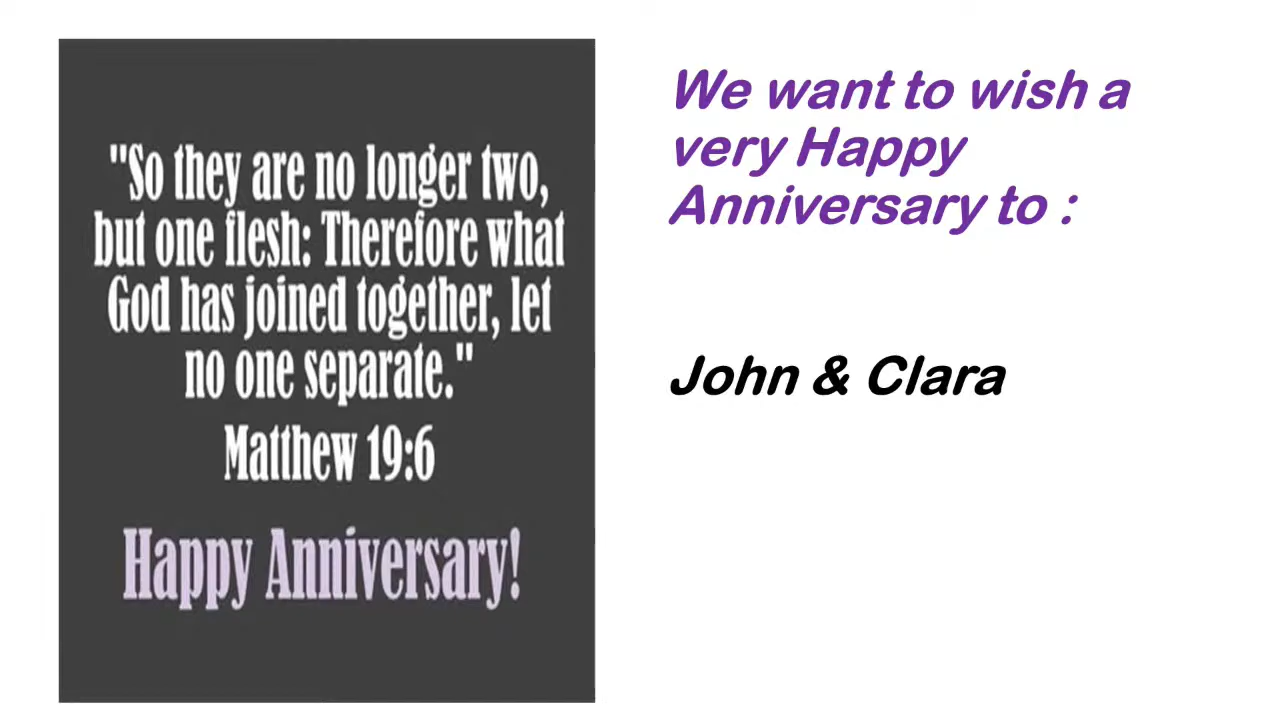 "So they are no longer two,
but one flesh: Therefore what
God has joined together, let
no one separate."
Matthew 19:6
Happy Anniversary!
We want to wish a
very Happy
Anniversary to :
John & Clara